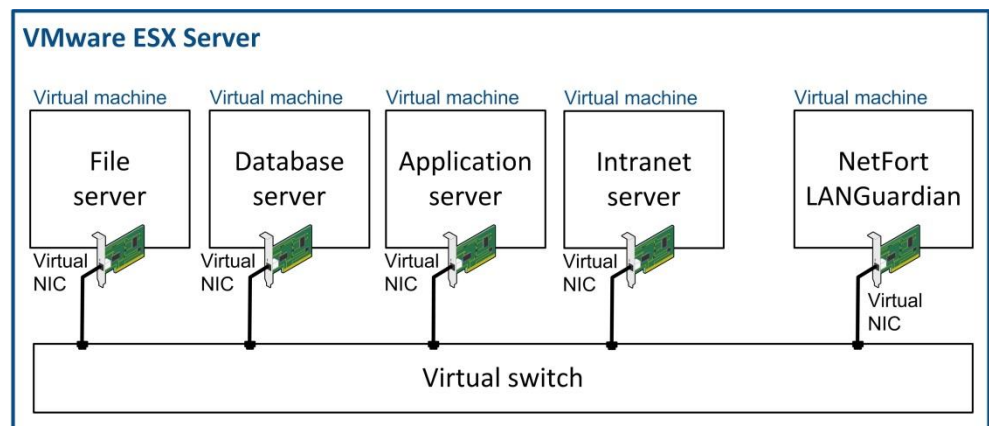 VMware ESX Server
Virtual machine
Virtual machine
Virtual machine
Virtual machine
Virtual machine
File
server
Database
server
Application
server
Intranet
server
NetFort
LANGuardian
Virtual
NIC
Virtual
NIC
Virtual
NIC
Virtual
NIC
Virtual
NIC
Virtual switch